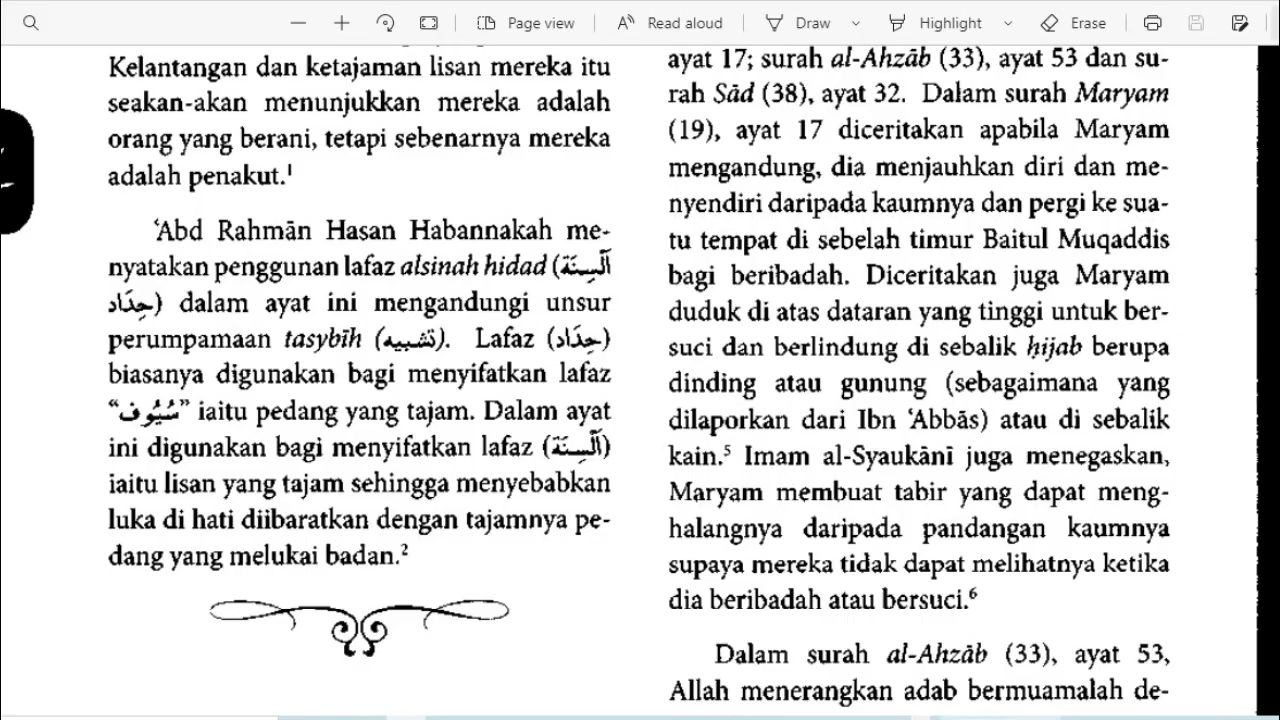 Page view
Read aloud
Draw
Highlight
Erase
Kelantangan dan ketajaman lisan mereka itu
seakan-akan menunjukkan mereka adalah
orang yang berani, tetapi sebenarnya mereka
adalah penakut.¹
‘Abd Rahmān Hasan Habannakah me-
nyatakan penggunan lafaz alsinah hidad (أَلْسِنَة
حِدَاد) dalam ayat ini mengandungi unsur
perumpamaan tasybīh (تشبيه). Lafaz (حِدَاد)
biasanya digunakan bagi menyifatkan lafaz
“سُيُوف” iaitu pedang yang tajam. Dalam ayat
ini digunakan bagi menyifatkan lafaz (أَلْسِنَة)
iaitu lisan yang tajam sehingga menyebabkan
luka di hati diibaratkan dengan tajamnya pe-
dang yang melukai badan.²
ayat 17; surah al-Ahzāb (33), ayat 53 dan su-
rah Sād (38), ayat 32. Dalam surah Maryam
(19), ayat 17 diceritakan apabila Maryam
mengandung, dia menjauhkan diri dan me-
nyendiri daripada kaumnya dan pergi ke sua-
tu tempat di sebelah timur Baitul Muqaddis
bagi beribadah. Diceritakan juga Maryam
duduk di atas dataran yang tinggi untuk ber-
suci dan berlindung di sebalik ḥijab berupa
dinding atau gunung (sebagaimana yang
dilaporkan dari Ibn ‘Abbās) atau di sebalik
kain.⁵ Imam al-Syaukānī juga menegaskan,
Maryam membuat tabir yang dapat meng-
halangnya daripada pandangan kaumnya
supaya mereka tidak dapat melihatnya ketika
dia beribadah atau bersuci.⁶
Dalam surah al-Ahzāb (33), ayat 53,
Allah menerangkan adab bermuamalah de-